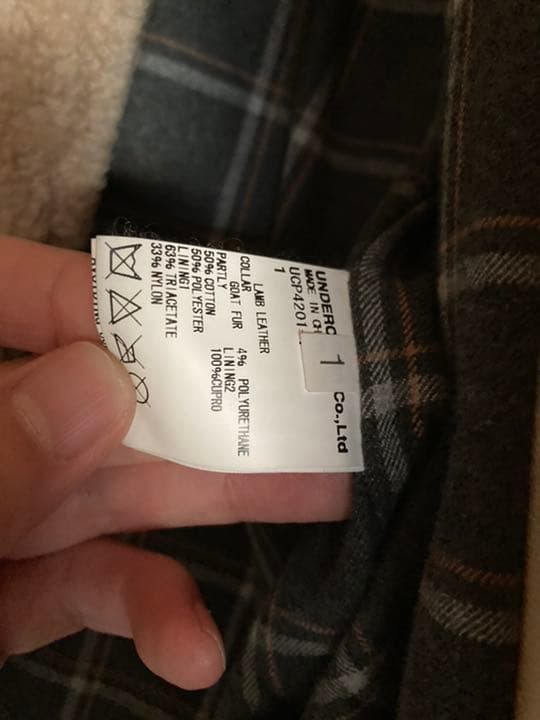 UNDERC
1
Co.,Ltd
MADE IN CH
UCP4201
1
LAMB LEATHER
COLLAR
GOAT FUR
PARTLY
50% COTTON
50% POLYESTER
LINING1
63% TRIACETATE
33% NYLON
4% POLYURETHANE
LINING2
100%CUPRO